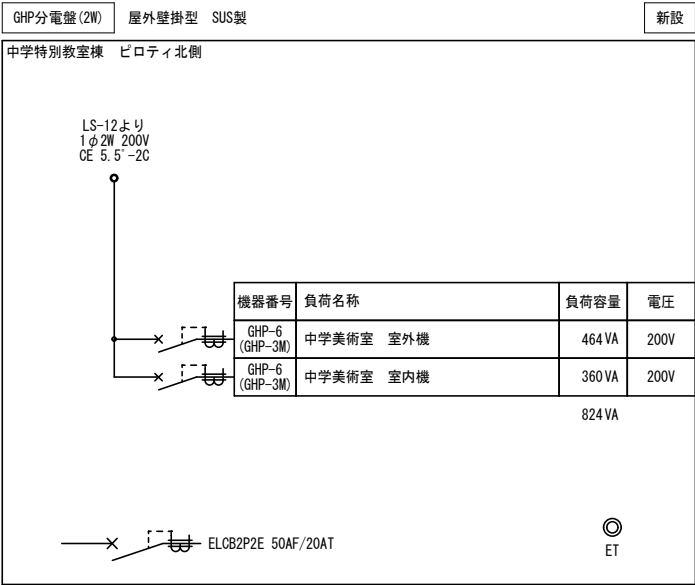 GHP分電盤(2W) 屋外壁掛型 SUS製 新設
中学特別教室棟 ピロティ北側
LS-12より
1φ2W 200V
CE 5.5゜-2C
機器番号 負荷名称 負荷容量 電圧
GHP-6
(GHP-3M) 中学美術室 室外機 464VA 200V
GHP-6
(GHP-3M) 中学美術室 室内機 360VA 200V
824VA
ELCB2P2E 50AF/20AT
ET